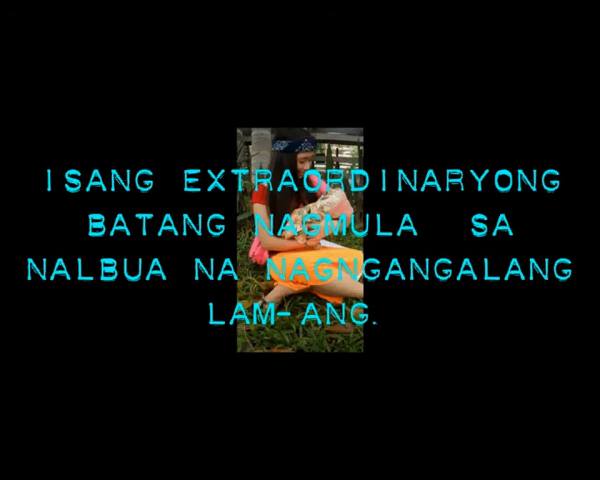 ISANG EXTRAORDINARYONG
BATANG NAGMULA SA
NALBUA NA NAGNGANGALANG
LAM-ANG.